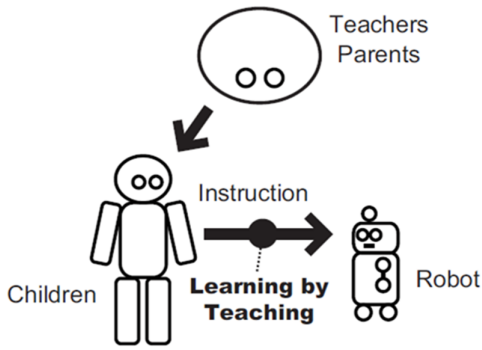 Teachers
Parents
Instruction
Learning by
Teaching
Children
Robot